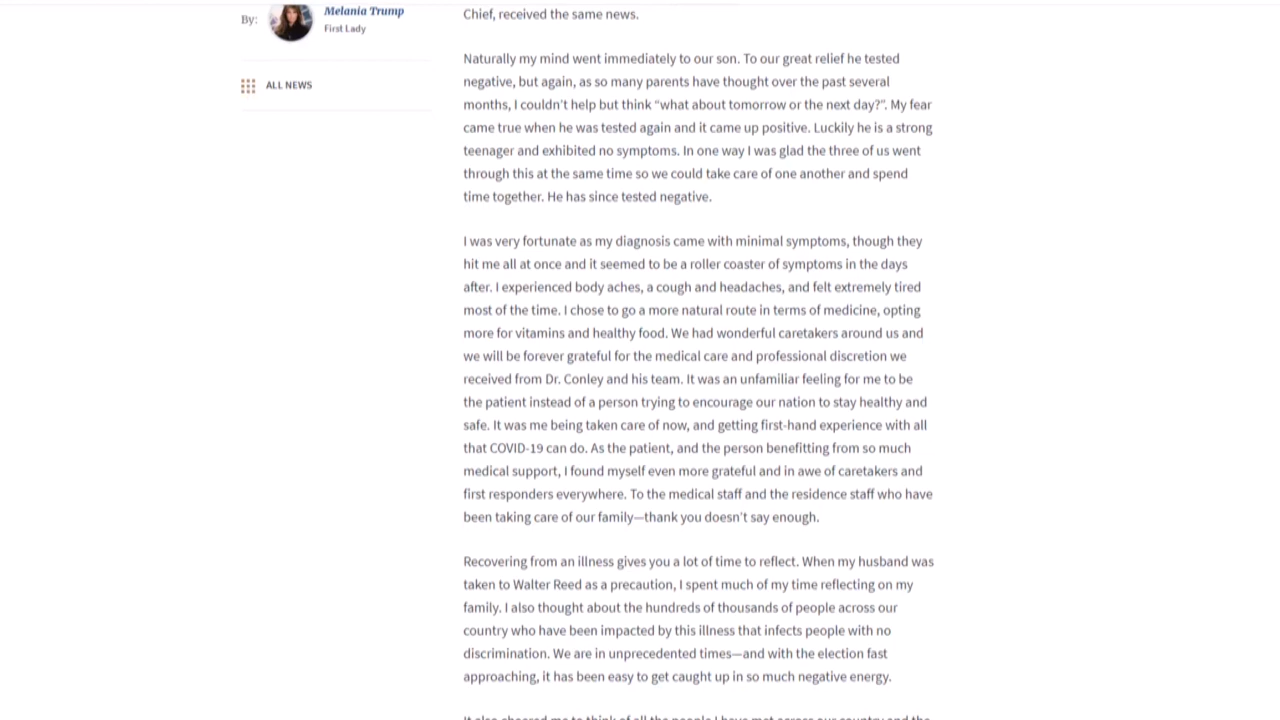 By:
Melania Trump
First Lady
ALL NEWS
Chief, received the same news.
Naturally my mind went immediately to our son. To our great relief he tested
negative, but again, as so many parents have thought over the past several
months, I couldn't help but think “what about tomorrow or the next day?”. My fear
came true when he was tested again and it came up positive. Luckily he is a strong
teenager and exhibited no symptoms. In one way I was glad the three of us went
through this at the same time so we could take care of one another and spend
time together. He has since tested negative.
I was very fortunate as my diagnosis came with minimal symptoms, though they
hit me all at once and it seemed to be a roller coaster of symptoms in the days
after. I experienced body aches, a cough and headaches, and felt extremely tired
most of the time. I chose to go a more natural route in terms of medicine, opting
more for vitamins and healthy food. We had wonderful caretakers around us and
we will be forever grateful for the medical care and professional discretion we
received from Dr. Conley and his team. It was an unfamiliar feeling for me to be
the patient instead of a person trying to encourage our nation to stay healthy and
safe. It was me being taken care of now, and getting first-hand experience with all
that COVID-19 can do. As the patient, and the person benefitting from so much
medical support, I found myself even more grateful and in awe of caretakers and
first responders everywhere. To the medical staff and the residence staff who have
been taking care of our family—thank you doesn't say enough.
Recovering from an illness gives you a lot of time to reflect. When my husband was
taken to Walter Reed as a precaution, I spent much of my time reflecting on my
family. I also thought about the hundreds of thousands of people across our
country who have been impacted by this illness that infects people with no
discrimination. We are in unprecedented times—and with the election fast
approaching, it has been easy to get caught up in so much negative energy.